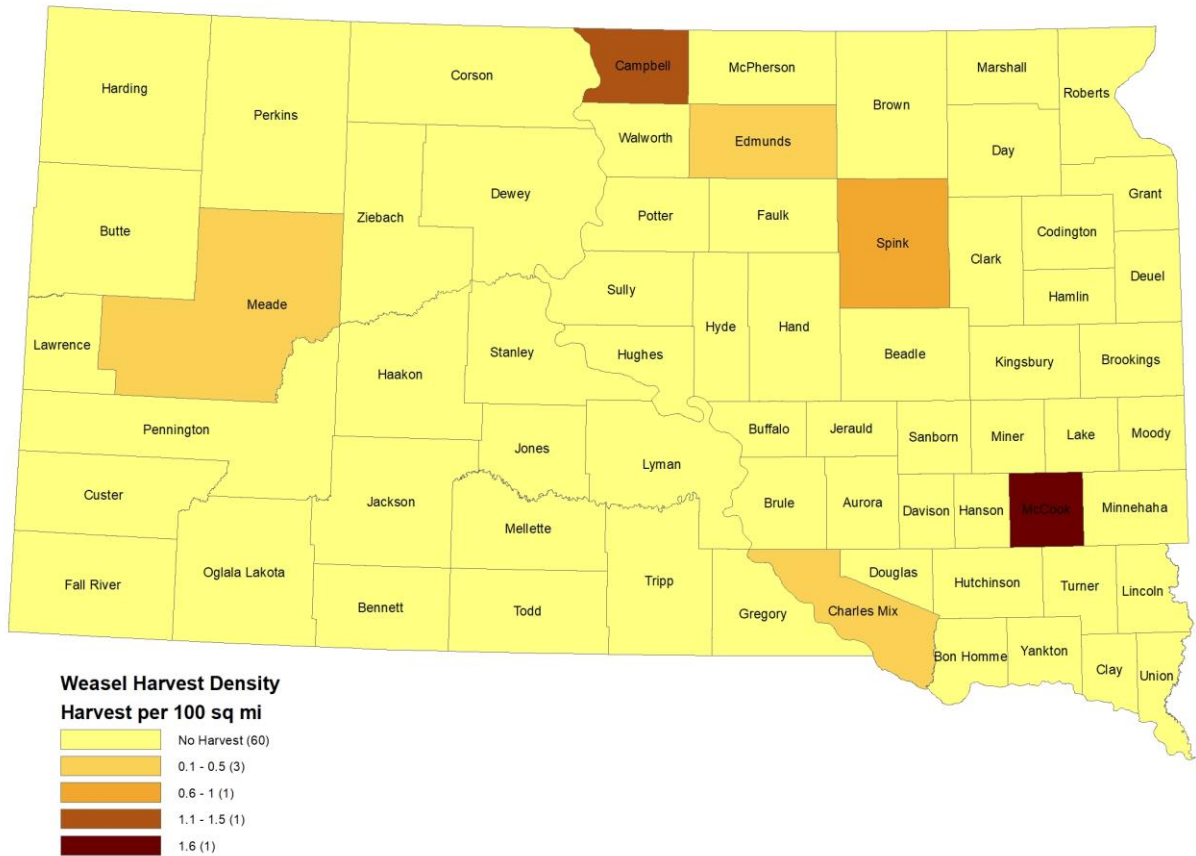 Harding
Perkins
Corson
Campbell
McPherson
Brown
Marshall
Roberts
Walworth
Edmunds
Day
Dewey
Ziebach
Butte
Potter
Faulk
Spink
Grant
Codington
Clark
Deuel
Hamlin
Meade
Sully
Hyde
Hand
Lawrence
Stanley
Hughes
Beadle
Kingsbury
Brookings
Haakon
Pennington
Jones
Lyman
Buffalo
Jerauld
Sanborn
Miner
Lake
Moody
Custer
Jackson
Brule
Aurora
Davison
Hanson
McCook
Minnehaha
Mellette
Fall River
Oglala Lakota
Bennett
Todd
Tripp
Gregory
Charles Mix
Douglas
Hutchinson
Turner
Lincoln
Bon Homme
Yankton
Clay
Union
Weasel Harvest Density
Harvest per 100 sq mi
No Harvest (60)
0.1 - 0.5 (3)
0.6 - 1 (1)
1.1 - 1.5 (1)
1.6 (1)